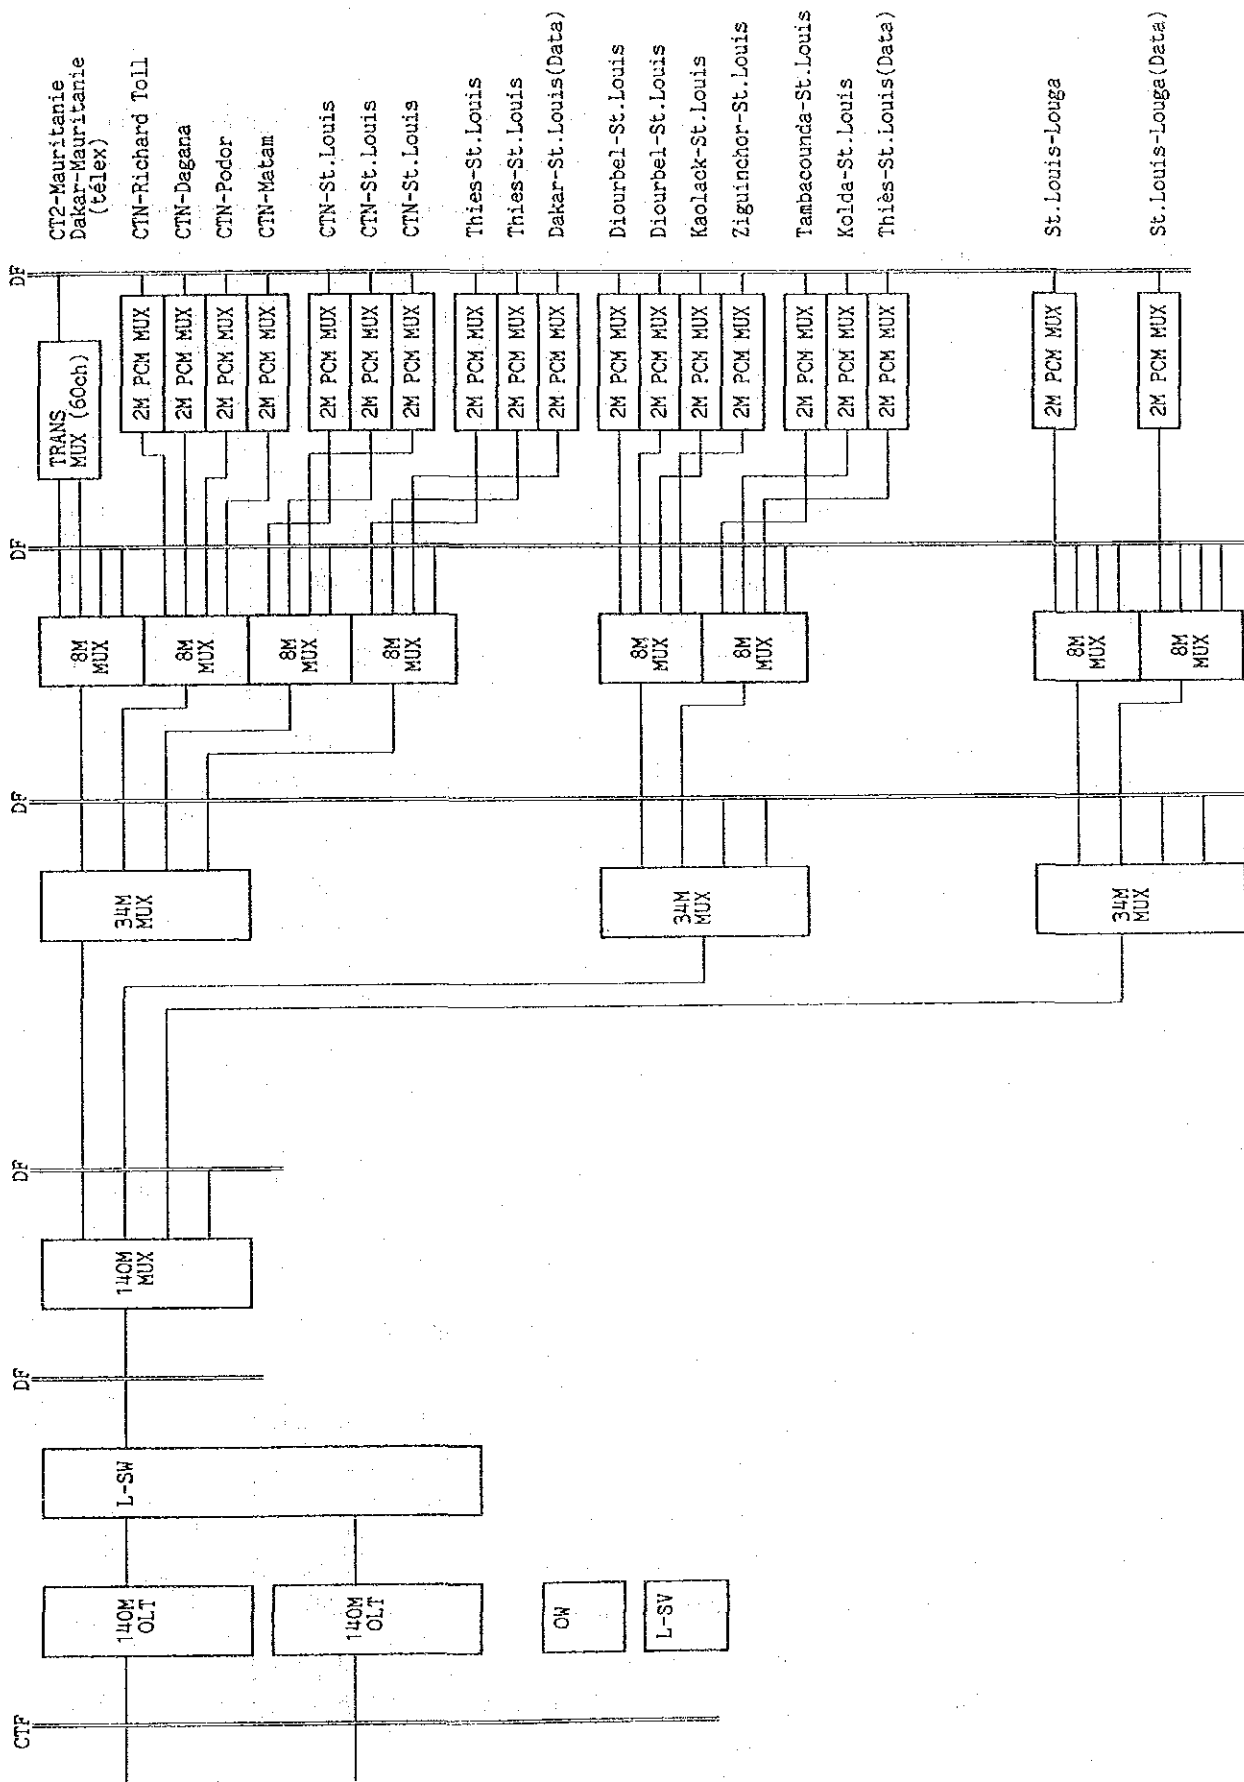 CTF
DF
DF
DF
DF
DF
140M
OLT
L-SW
140M
MUX
34M
MUX
8M
MUX
TRANS
MUX (60ch)
CT2-Mauritanie
Dakar-Mauritanie
(télex)
2M PCM MUX
CTN-Richard Toll
8M
MUX
2M PCM MUX
CTN-Dagana
2M PCM MUX
CTN-Podor
2M PCM MUX
CTN-Matam
140M
OLT
8M
MUX
2M PCM MUX
CTN-St.Louis
2M PCM MUX
CTN-St.Louis
2M PCM MUX
CTN-St.Louis
8M
MUX
2M PCM MUX
Thies-St.Louis
2M PCM MUX
Thies-St.Louis
2M PCM MUX
Dakar-St.Louis(Data)
OW
L-SV
34M
MUX
8M
MUX
2M PCM MUX
Diourbel-St.Louis
2M PCM MUX
Diourbel-St.Louis
2M PCM MUX
Kaolack-St.Louis
2M PCM MUX
Ziguinchor-St.Louis
8M
MUX
2M PCM MUX
Tambacounda-St.Louis
2M PCM MUX
Kolda-St.Louis
2M PCM MUX
Thiès-St.Louis(Data)
34M
MUX
8M
MUX
2M PCM MUX
St.Louis-Louga
8M
MUX
2M PCM MUX
St.Louis-Louga(Data)